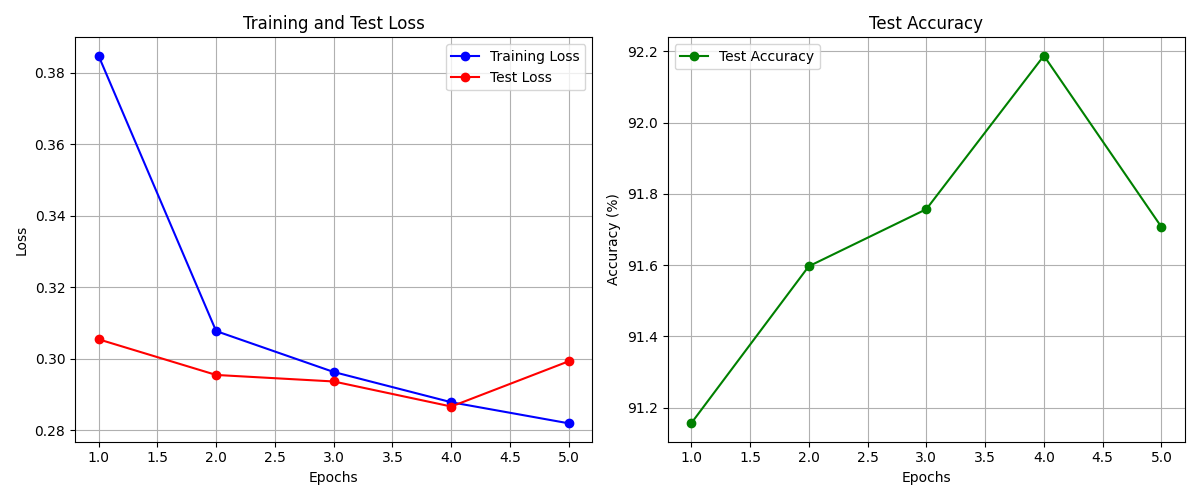 Training and Test Loss
Training Loss
Test Loss
0.38
0.36
0.34
0.32
0.30
0.28
Loss
1.0 1.5 2.0 2.5 3.0 3.5 4.0 4.5 5.0
Epochs
Test Accuracy
Test Accuracy
92.2
92.0
91.8
91.6
91.4
91.2
Accuracy (%)
1.0 1.5 2.0 2.5 3.0 3.5 4.0 4.5 5.0
Epochs